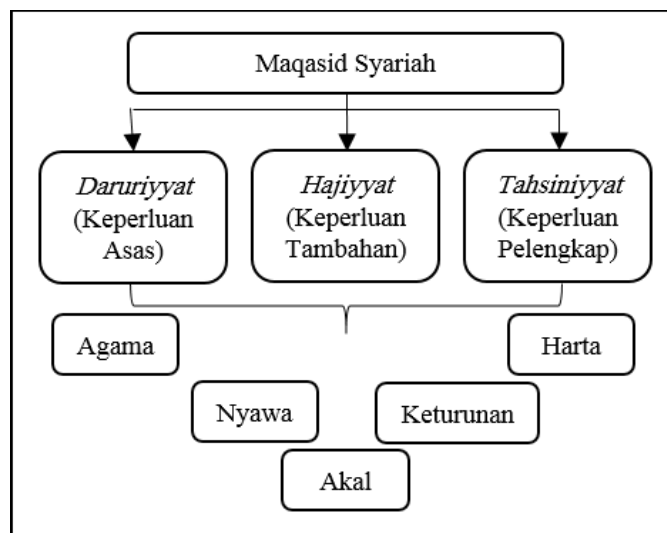 Maqasid Syariah
Daruriyyat
(Keperluan
Asas)
Hajiyyat
(Keperluan
Tambahan)
Tahsiniyyat
(Keperluan
Pelengkap)
Agama
Harta
Nyawa
Keturunan
Akal